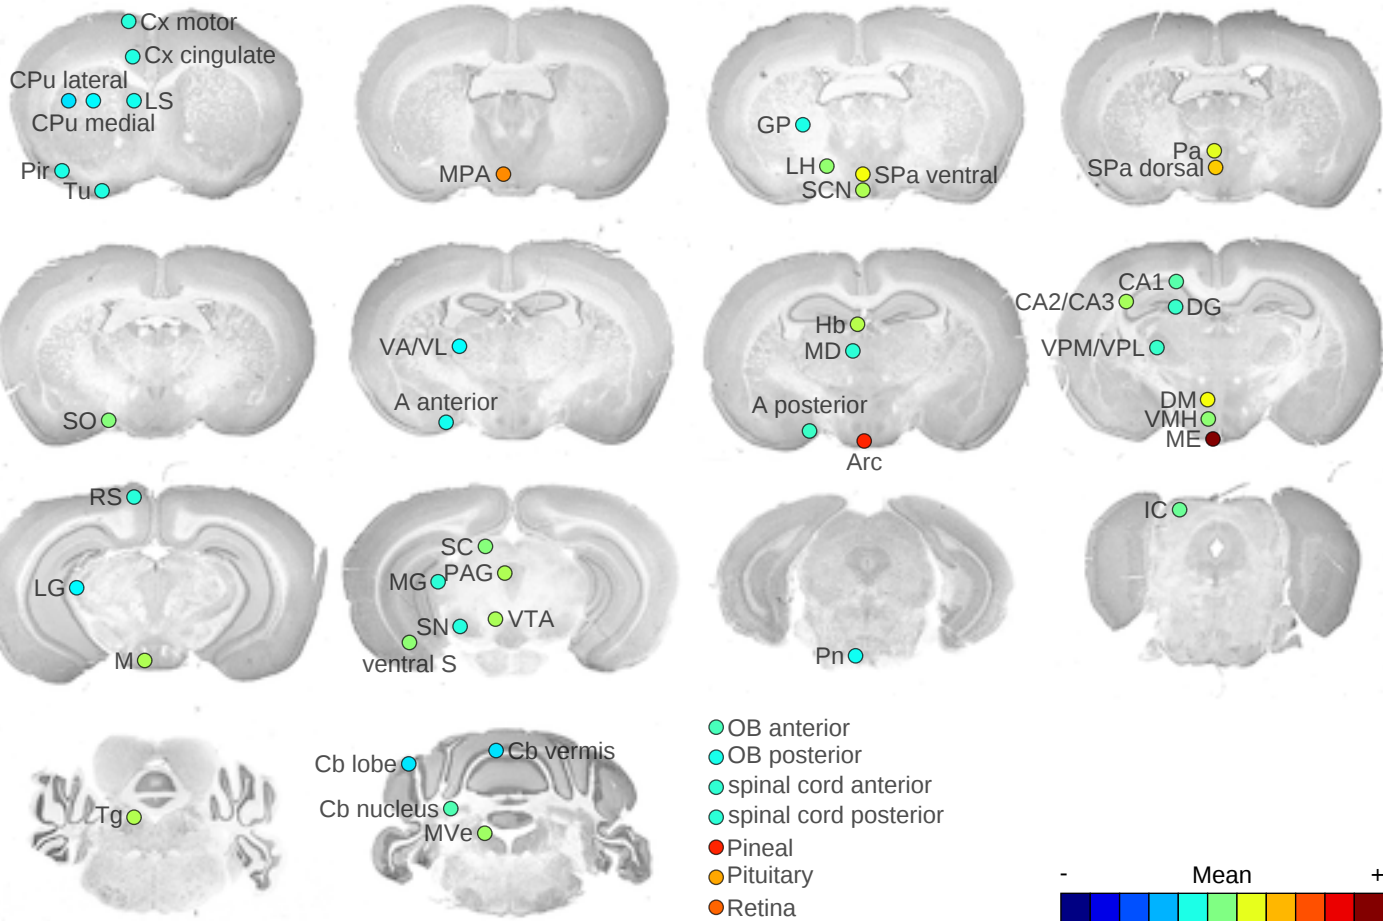 Cx motor
Cx cingulate
CPu lateral
LS
CPu medial
Pir
Tu
MPA
GP
LH
SPa ventral
SCN
Pa
SPa dorsal
SO
VA/VL
A anterior
Hb
MD
A posterior
Arc
CA1
CA2/CA3
DG
VPM/VPL
DM
VMH
ME
RS
LG
M
SC
MG
PAG
SN
VTA
ventral S
Pn
IC
Tg
Cb lobe
Cb vermis
Cb nucleus
MVe
OB anterior
OB posterior
spinal cord anterior
spinal cord posterior
Pineal
Pituitary
Retina
- Mean +